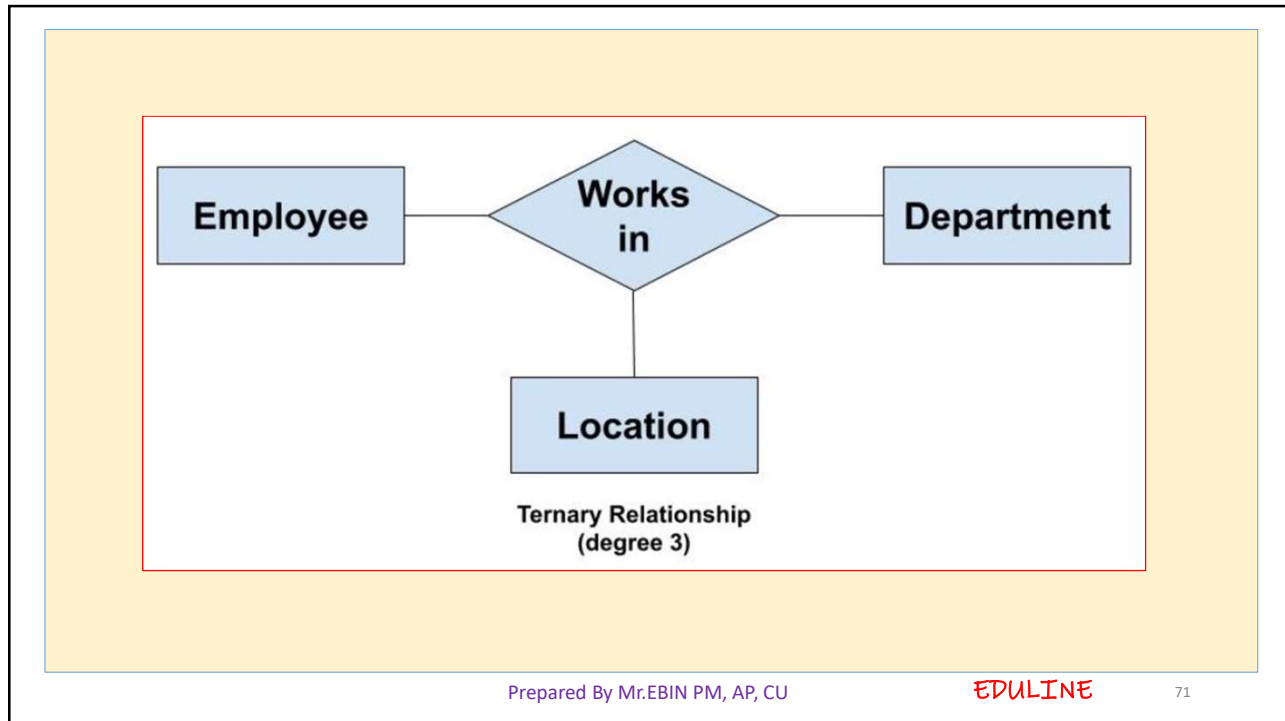 Employee
Works
in
Department
Location
Ternary Relationship
(degree 3)
Prepared By Mr.EBIN PM, AP, CU
EDULINE
71